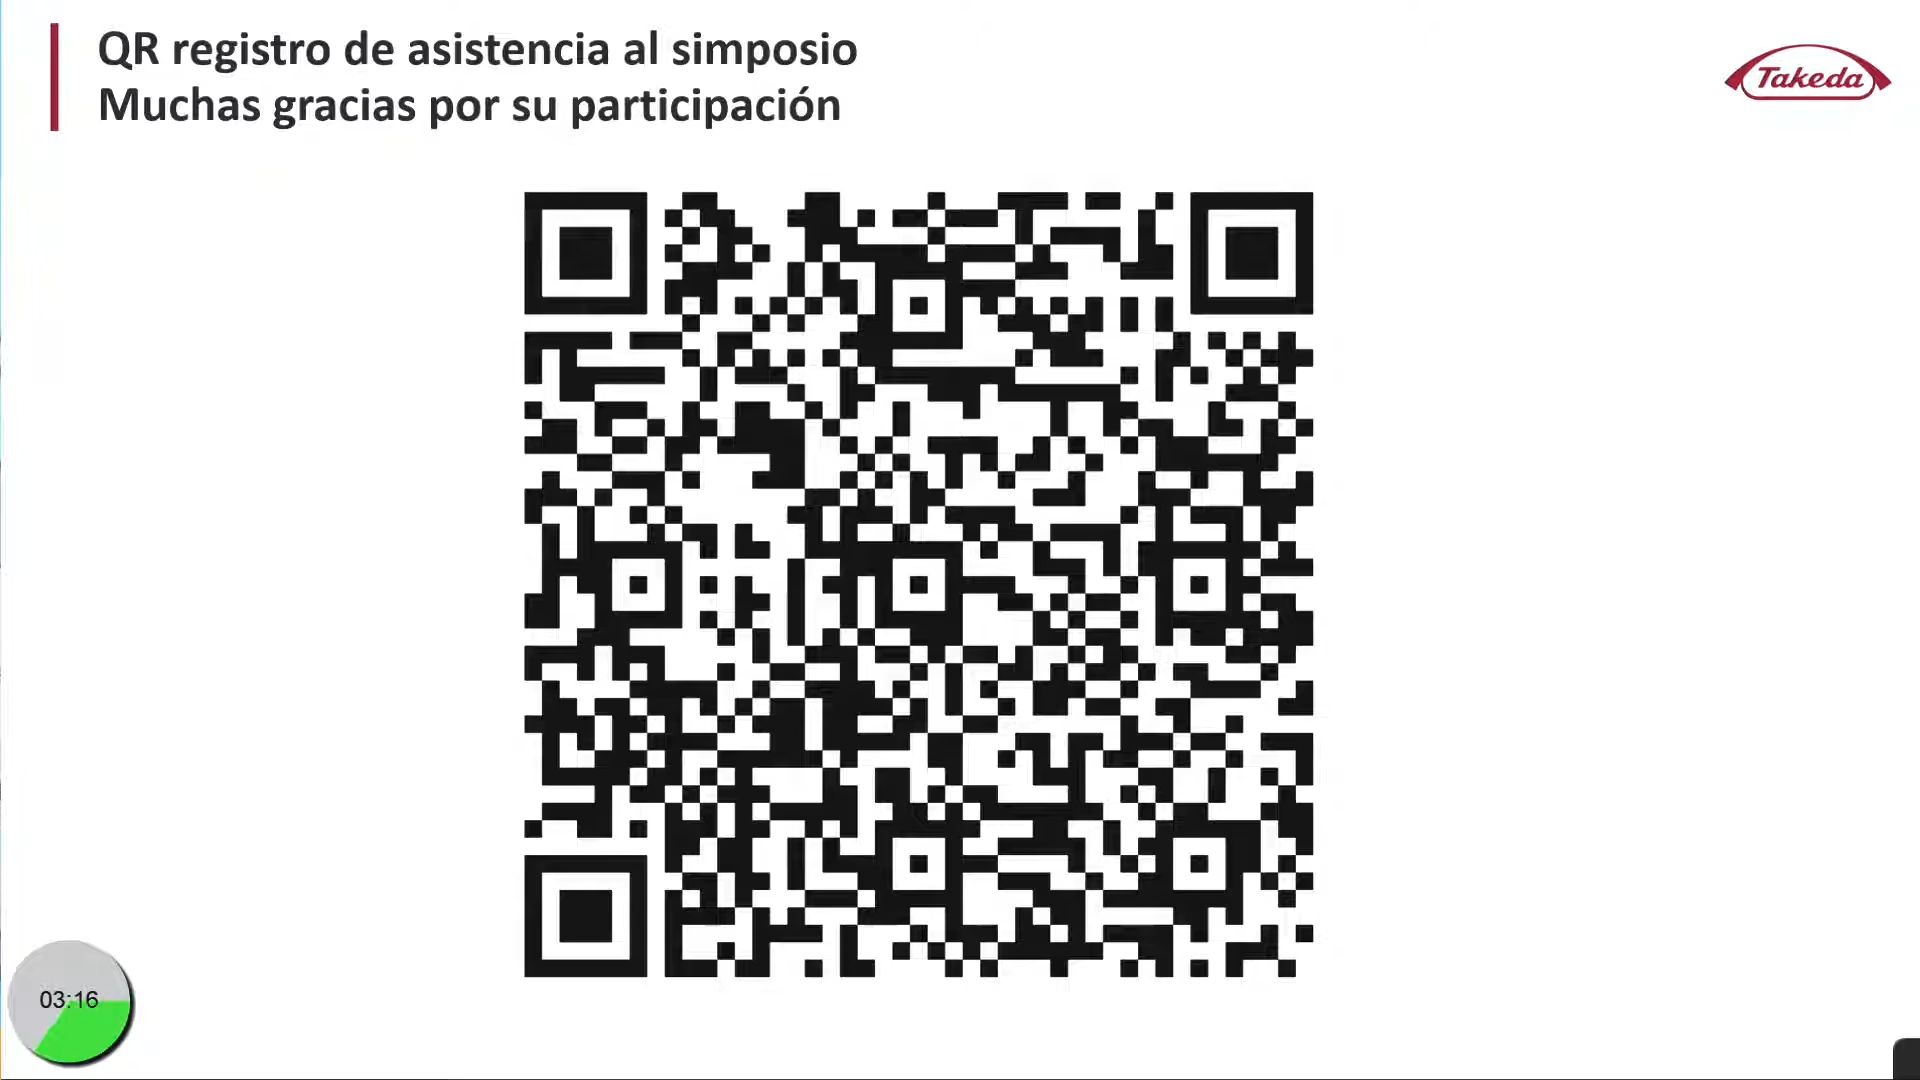 QR registro de asistencia al simposio
Muchas gracias por su participación
Takeda
03:16